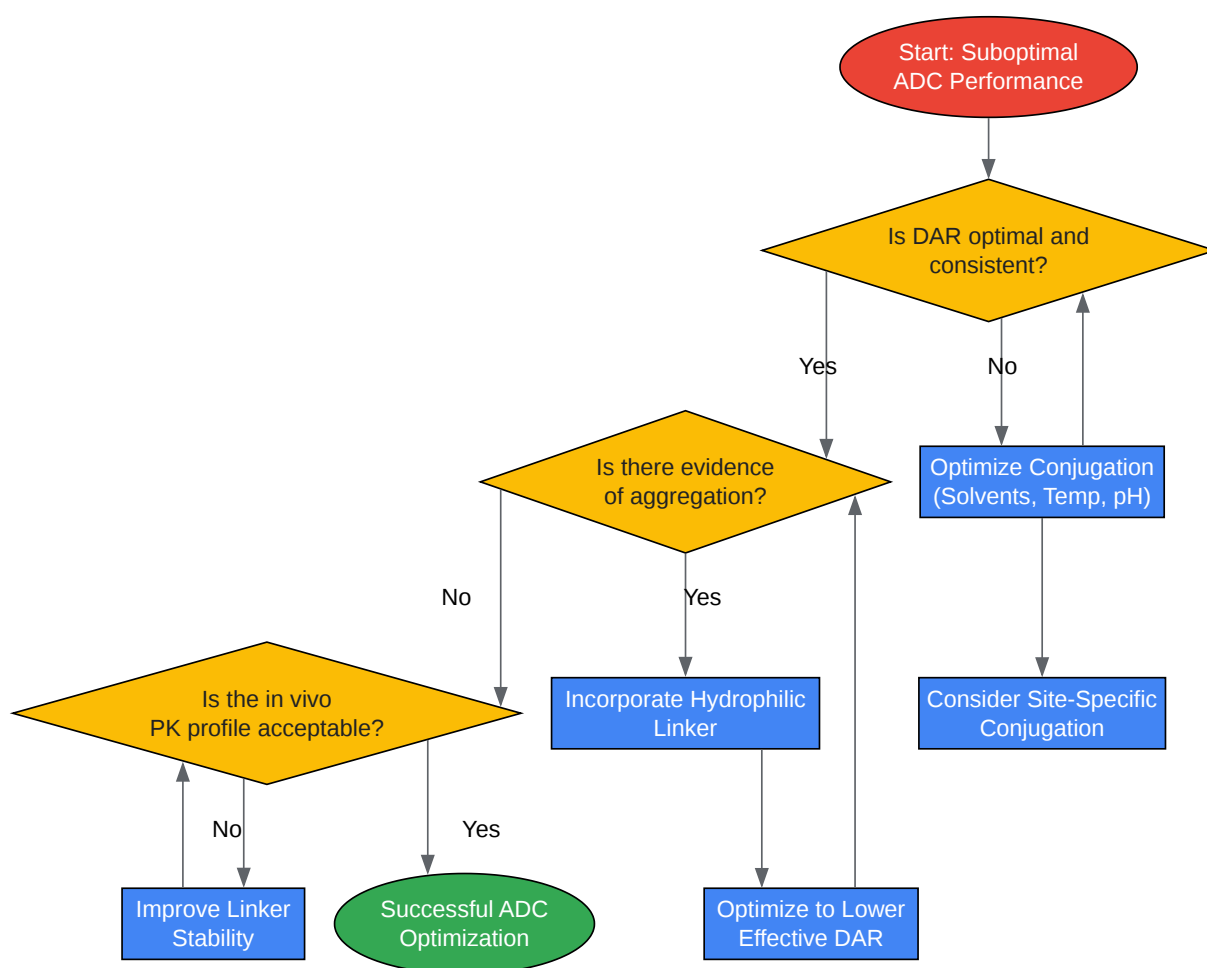 Start: Suboptimal
ADC Performance
Is DAR optimal and
consistent?
Yes
No
Is there evidence
of aggregation?
Optimize Conjugation
(Solvents, Temp, pH)
No
Yes
Is the in vivo
PK profile acceptable?
Incorporate Hydrophilic
Linker
Consider Site-Specific
Conjugation
No
Yes
Improve Linker
Stability
Successful ADC
Optimization
Optimize to Lower
Effective DAR